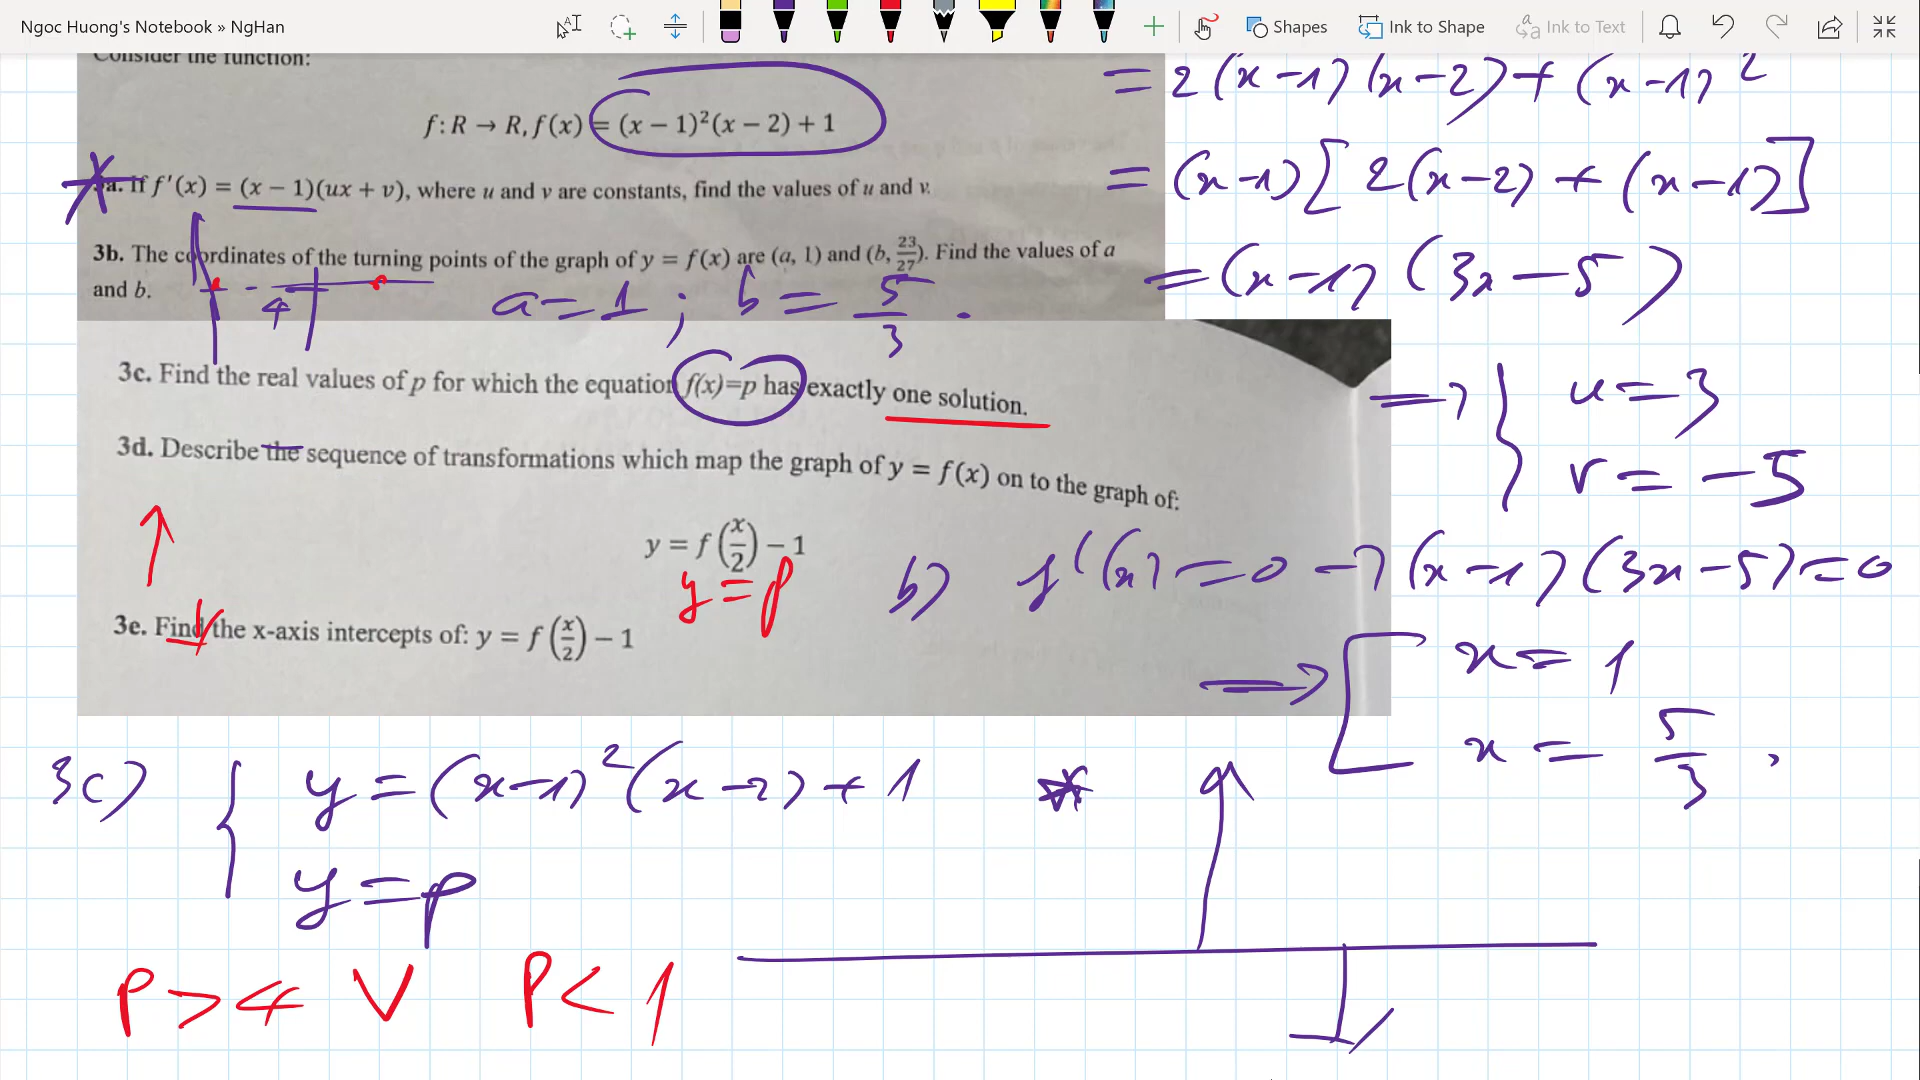 Ngoc Huong's Notebook » NgHan
Shapes
Ink to Shape
Ink to Text
Consider the function:
f: R → R, f(x) = (x − 1)²(x − 2) + 1
3a. If f′(x) = (x − 1)(ux + v), where u and v are constants, find the values of u and v.
3b. The coordinates of the turning points of the graph of y = f(x) are (a, 1) and (b, 23/27). Find the values of a
and b.
4
a = 1 ; b = 5/3 .
3c. Find the real values of p for which the equation f(x)=p has exactly one solution.
3d. Describe the sequence of transformations which map the graph of y = f(x) on to the graph of:
y = f(x/2) − 1
y = p
3e. Find the x-axis intercepts of: y = f(x/2) − 1
= 2(x−1)(x−2) + (x−1)²
= (x−1)[2(x−2) + (x−1)]
= (x−1)(3x−5)
=> { u = 3
v = −5
b) f'(x) = 0 → (x−1)(3x−5) = 0
=> [ x = 1
x = 5/3 .
3c) { y = (x−1)²(x−2) + 1
y = p
P > 4 V P < 1